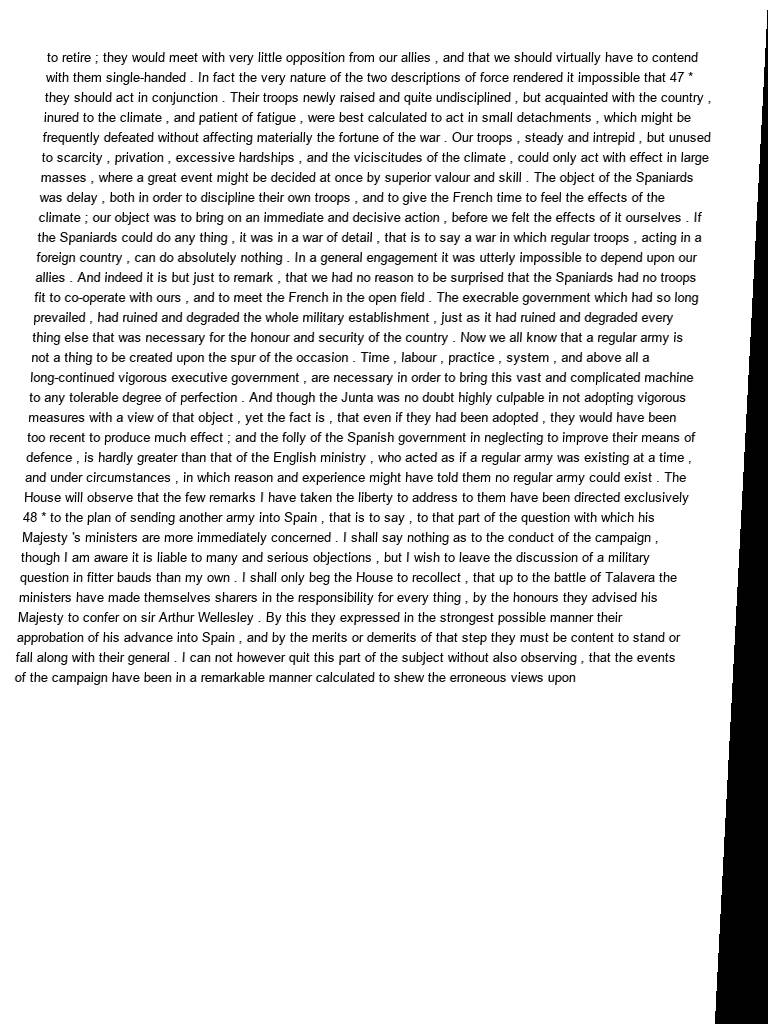 to retire ; they would meet with very little opposition from our allies , and that we should virtually have to contend
with them single-handed . In fact the very nature of the two descriptions of force rendered it impossible that 47 *
they should act in conjunction . Their troops newly raised and quite undisciplined , but acquainted with the country ,
inured to the climate , and patient of fatigue , were best calculated to act in small detachments , which might be
frequently defeated without affecting materially the fortune of the war . Our troops , steady and intrepid , but unused
to scarcity , privation , excessive hardships , and the viciscitudes of the climate , could only act with effect in large
masses , where a great event might be decided at once by superior valour and skill . The object of the Spaniards
was delay , both in order to discipline their own troops , and to give the French time to feel the effects of the
climate ; our object was to bring on an immediate and decisive action , before we felt the effects of it ourselves . If
the Spaniards could do any thing , it was in a war of detail , that is to say a war in which regular troops , acting in a
foreign country , can do absolutely nothing . In a general engagement it was utterly impossible to depend upon our
allies . And indeed it is but just to remark , that we had no reason to be surprised that the Spaniards had no troops
fit to co-operate with ours , and to meet the French in the open field . The execrable government which had so long
prevailed , had ruined and degraded the whole military establishment , just as it had ruined and degraded every
thing else that was necessary for the honour and security of the country . Now we all know that a regular army is
not a thing to be created upon the spur of the occasion . Time , labour , practice , system , and above all a
long-continued vigorous executive government , are necessary in order to bring this vast and complicated machine
to any tolerable degree of perfection . And though the Junta was no doubt highly culpable in not adopting vigorous
measures with a view of that object , yet the fact is , that even if they had been adopted , they would have been
too recent to produce much effect ; and the folly of the Spanish government in neglecting to improve their means of
defence , is hardly greater than that of the English ministry , who acted as if a regular army was existing at a time ,
and under circumstances , in which reason and experience might have told them no regular army could exist . The
House will observe that the few remarks I have taken the liberty to address to them have been directed exclusively
48 * to the plan of sending another army into Spain , that is to say , to that part of the question with which his
Majesty 's ministers are more immediately concerned . I shall say nothing as to the conduct of the campaign ,
though I am aware it is liable to many and serious objections , but I wish to leave the discussion of a military
question in fitter bauds than my own . I shall only beg the House to recollect , that up to the battle of Talavera the
ministers have made themselves sharers in the responsibility for every thing , by the honours they advised his
Majesty to confer on sir Arthur Wellesley . By this they expressed in the strongest possible manner their
approbation of his advance into Spain , and by the merits or demerits of that step they must be content to stand or
fall along with their general . I can not however quit this part of the subject without also observing , that the events
of the campaign have been in a remarkable manner calculated to shew the erroneous views upon